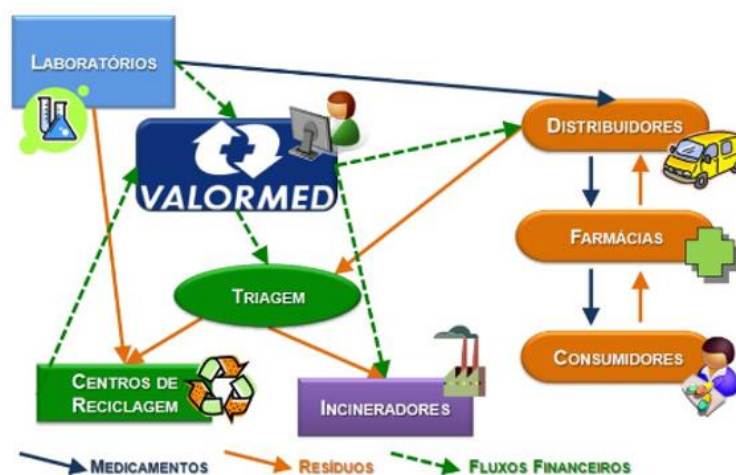 LABORATÓRIOS
DISTRIBUIDORES
VALORMED
FARMÁCIAS
TRIAGEM
CONSUMIDORES
CENTROS DE
RECICLAGEM
INCINERADORES
MEDICAMENTOS
RESÍDUOS
FLUXOS FINANCEIROS